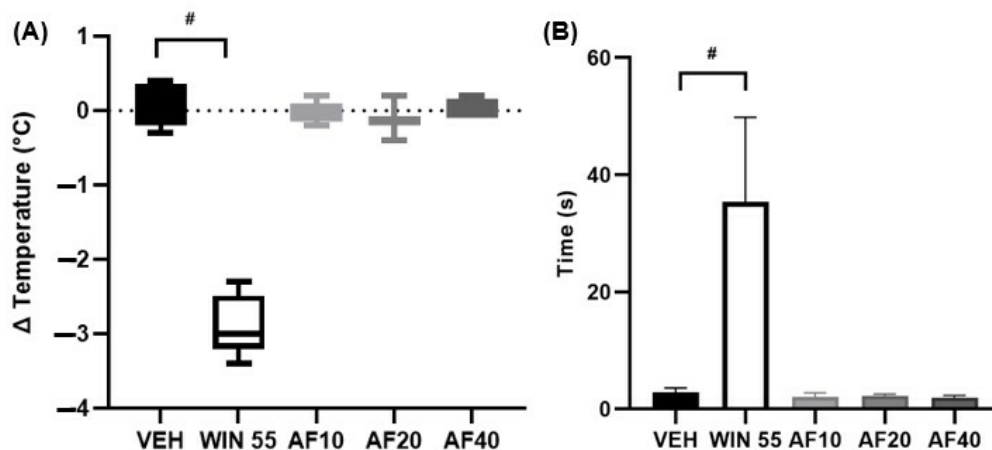 (A)
#
Δ Temperature (°C)
1
0
−1
−2
−3
−4
VEH WIN 55 AF10 AF20 AF40
(B)
#
Time (s)
60
40
20
0
VEH WIN 55 AF10 AF20 AF40